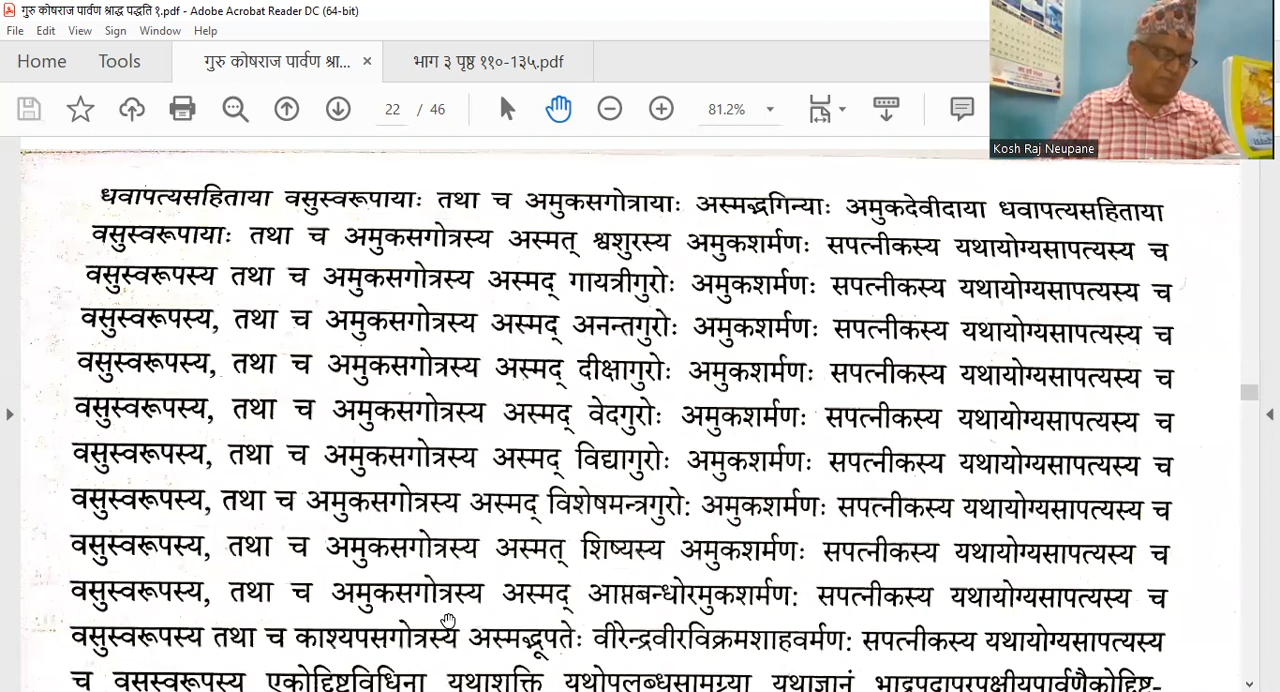 गुरु कोषराज पार्वण श्राद्ध पद्धति १.pdf - Adobe Acrobat Reader DC (64-bit)
File Edit View Sign Window Help
Home Tools गुरु कोषराज पार्वण श्रा... × भाग ३ पृष्ठ ११०-१३५.pdf
22 / 46 81.2%
Kosh Raj Neupane
धवापत्यसहिताया वसुस्वरूपायाः तथा च अमुकसगोत्रायाः अस्मद्भगिन्याः अमुकदेवीदाया धवापत्यसहिताया
वसुस्वरूपायाः तथा च अमुकसगोत्रस्य अस्मत् श्वशुरस्य अमुकशर्मणः सपत्नीकस्य यथायोग्यसापत्यस्य च
वसुस्वरूपस्य तथा च अमुकसगोत्रस्य अस्मद् गायत्रीगुरोः अमुकशर्मणः सपत्नीकस्य यथायोग्यसापत्यस्य च
वसुस्वरूपस्य, तथा च अमुकसगोत्रस्य अस्मद् अनन्तगुरोः अमुकशर्मणः सपत्नीकस्य यथायोग्यसापत्यस्य च
वसुस्वरूपस्य, तथा च अमुकसगोत्रस्य अस्मद् दीक्षागुरोः अमुकशर्मणः सपत्नीकस्य यथायोग्यसापत्यस्य च
वसुस्वरूपस्य, तथा च अमुकसगोत्रस्य अस्मद् वेदगुरोः अमुकशर्मणः सपत्नीकस्य यथायोग्यसापत्यस्य च
वसुस्वरूपस्य, तथा च अमुकसगोत्रस्य अस्मद् विद्यागुरोः अमुकशर्मणः सपत्नीकस्य यथायोग्यसापत्यस्य च
वसुस्वरूपस्य, तथा च अमुकसगोत्रस्य अस्मद् विशेषमन्त्रगुरो: अमुकशर्मणः सपत्नीकस्य यथायोग्यसापत्यस्य च
वसुस्वरूपस्य, तथा च अमुकसगोत्रस्य अस्मत् शिष्यस्य अमुकशर्मणः सपत्नीकस्य यथायोग्यसापत्यस्य च
वसुस्वरूपस्य, तथा च अमुकसगोत्रस्य अस्मद् आप्तबन्धोरमुकशर्मण: सपत्नीकस्य यथायोग्यसापत्यस्य च
वसुस्वरूपस्य तथा च काश्यपसगोत्रस्य अस्मद्भूपतेः वीरेन्द्रवीरविक्रमशाहवर्मण: सपत्नीकस्य यथायोग्यसापत्यस्य
च वसुस्वरूपस्य एकोद्दिष्टविधिना यथाशक्ति यथोपलब्धसामग्र्या यथाज्ञानं भाद्रपदापरपक्षीयपार्वणैकोद्दिष्ट-